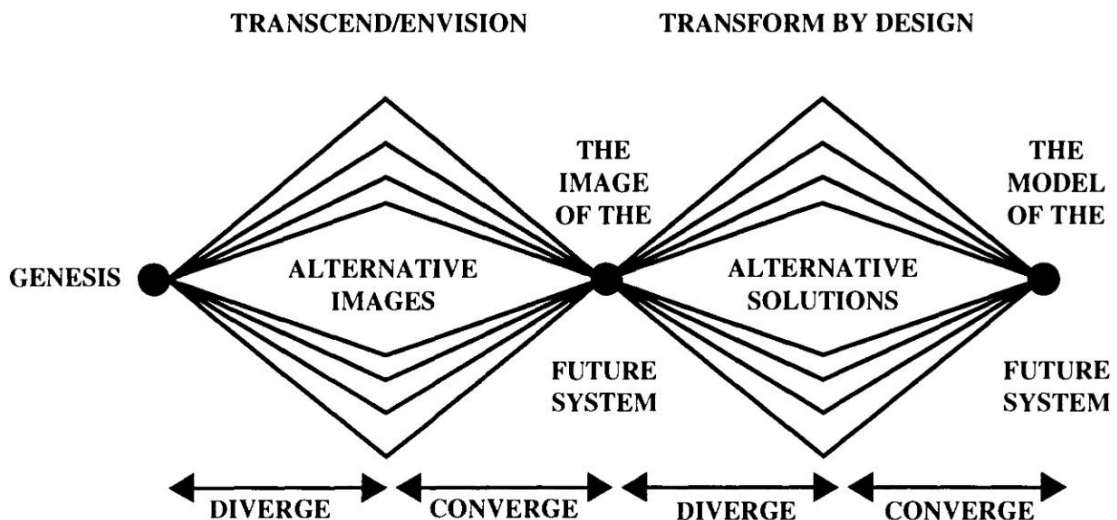 TRANSCEND/ENVISION
TRANSFORM BY DESIGN
THE
IMAGE
OF THE
THE
MODEL
OF THE
GENESIS
ALTERNATIVE
IMAGES
ALTERNATIVE
SOLUTIONS
FUTURE
SYSTEM
FUTURE
SYSTEM
DIVERGE
CONVERGE
DIVERGE
CONVERGE